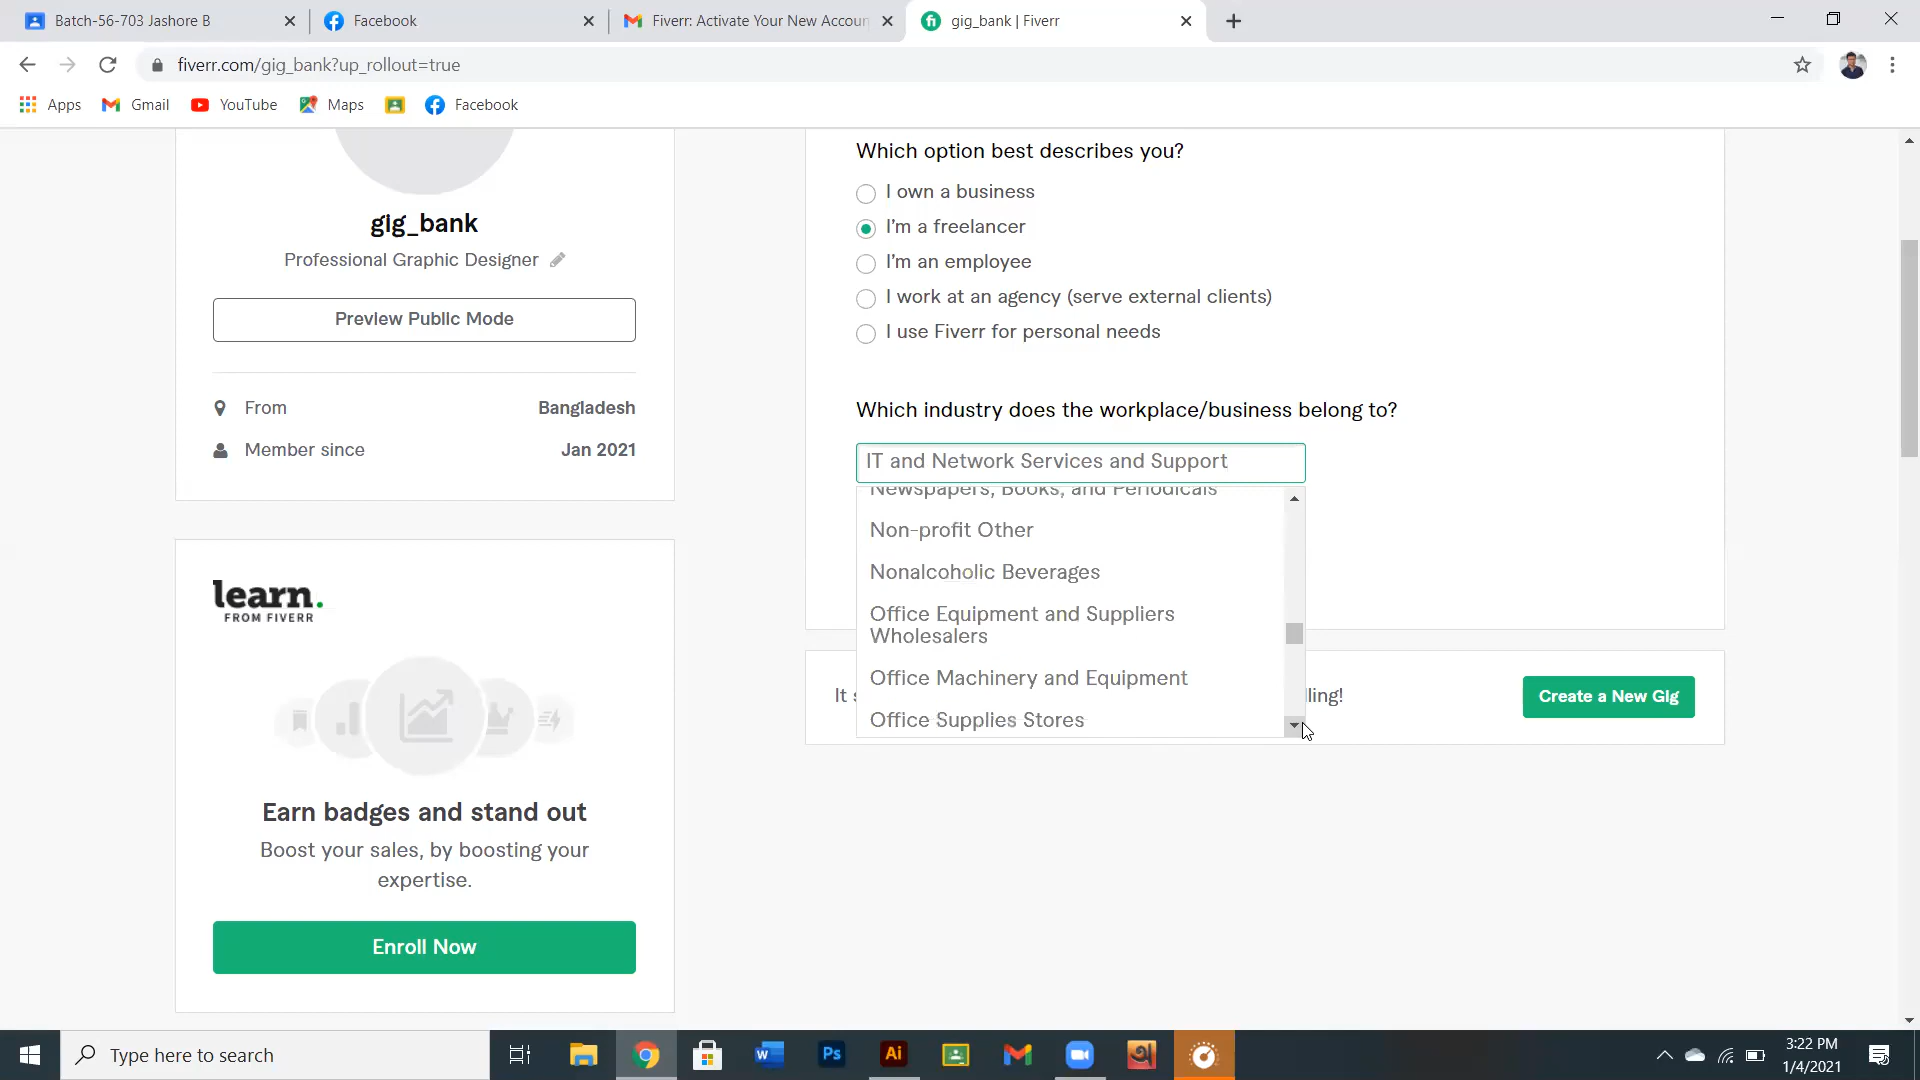 Batch-56-703 Jashore B
Facebook
Fiverr: Activate Your New Accoun
gig_bank | Fiverr
fiverr.com/gig_bank?up_rollout=true
Apps
Gmail
YouTube
Maps
Facebook
gig_bank
Professional Graphic Designer
Preview Public Mode
From
Bangladesh
Member since
Jan 2021
learn.
FROM FIVERR
Earn badges and stand out
Boost your sales, by boosting your
expertise.
Enroll Now
Which option best describes you?
I own a business
I'm a freelancer
I'm an employee
I work at an agency (serve external clients)
I use Fiverr for personal needs
Which industry does the workplace/business belong to?
IT and Network Services and Support
Newspapers, Books, and Periodicals
Non-profit Other
Nonalcoholic Beverages
Office Equipment and Suppliers
Wholesalers
Office Machinery and Equipment
Office Supplies Stores
It
lling!
Create a New Gig
Type here to search
W
Ps
Ai
অ
3:22 PM
1/4/2021